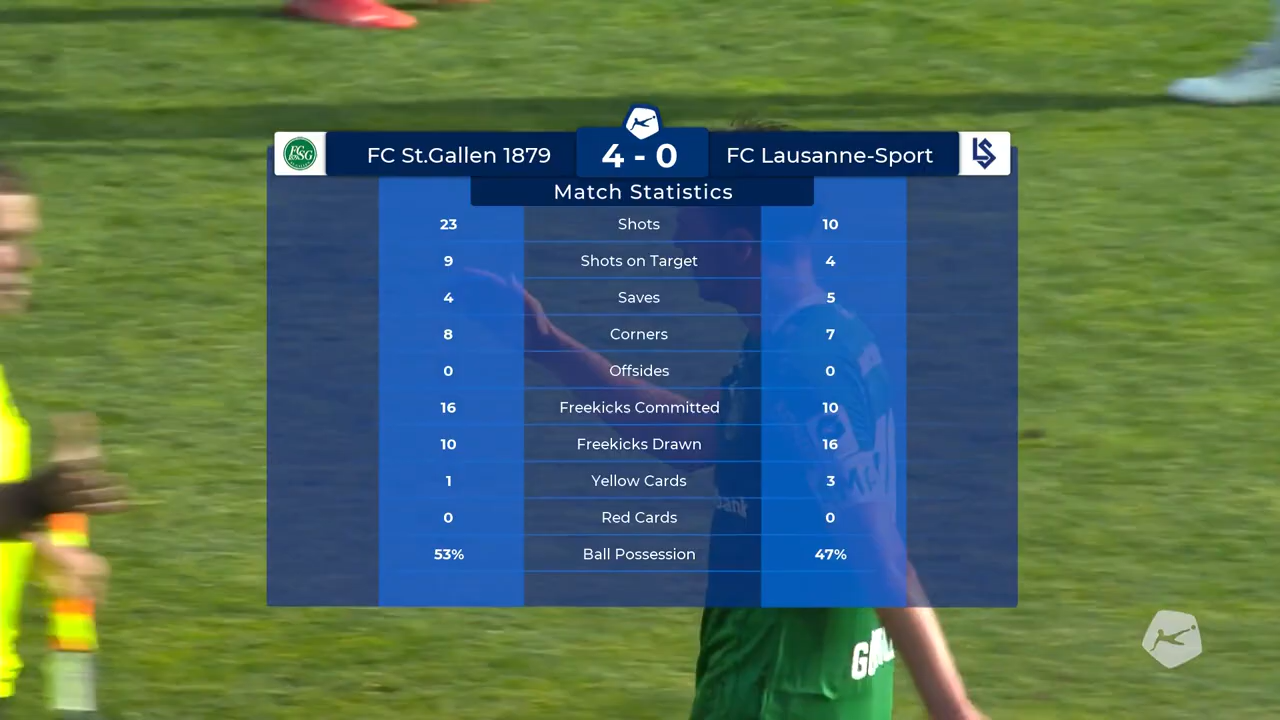 FC St.Gallen 1879 4 - 0 FC Lausanne-Sport
Match Statistics
23 Shots 10
9 Shots on Target 4
4 Saves 5
8 Corners 7
0 Offsides 0
16 Freekicks Committed 10
10 Freekicks Drawn 16
1 Yellow Cards 3
0 Red Cards 0
53% Ball Possession 47%